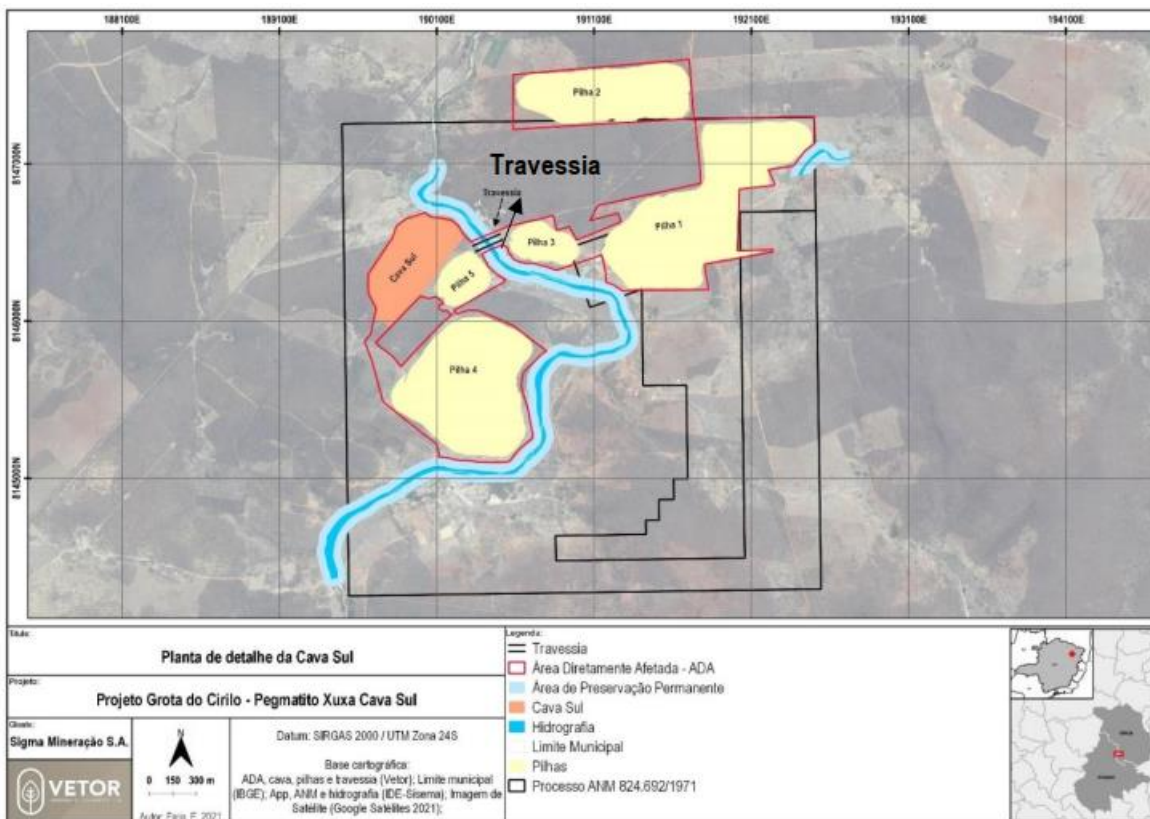 188100E 189100E 190100E 191100E 192100E 193100E 194100E
8147000N
8146000N
8145000N
Pilha 2
Travessia
Travessia
Pilha 1
Pilha 3
Cava Sul
Pilha 5
Pilha 4
Título:
Planta de detalhe da Cava Sul
Projeto:
Projeto Grota do Cirilo - Pegmatito Xuxa Cava Sul
Cliente:
Sigma Mineração S.A.
VETOR
N
0 150 300 m
Autor: Faria, F. 2021
Datum: SIRGAS 2000 / UTM Zona 24S
Base cartográfica:
ADA, cava, pilhas e travessia (Vetor); Limite municipal
(IBGE); App, ANM e hidrografia (IDE-Sisema); Imagem de
Satélite (Google Satélites 2021);
Legenda:
Travessia
Área Diretamente Afetada - ADA
Área de Preservação Permanente
Cava Sul
Hidrografia
Limite Municipal
Pilhas
Processo ANM 824.692/1971